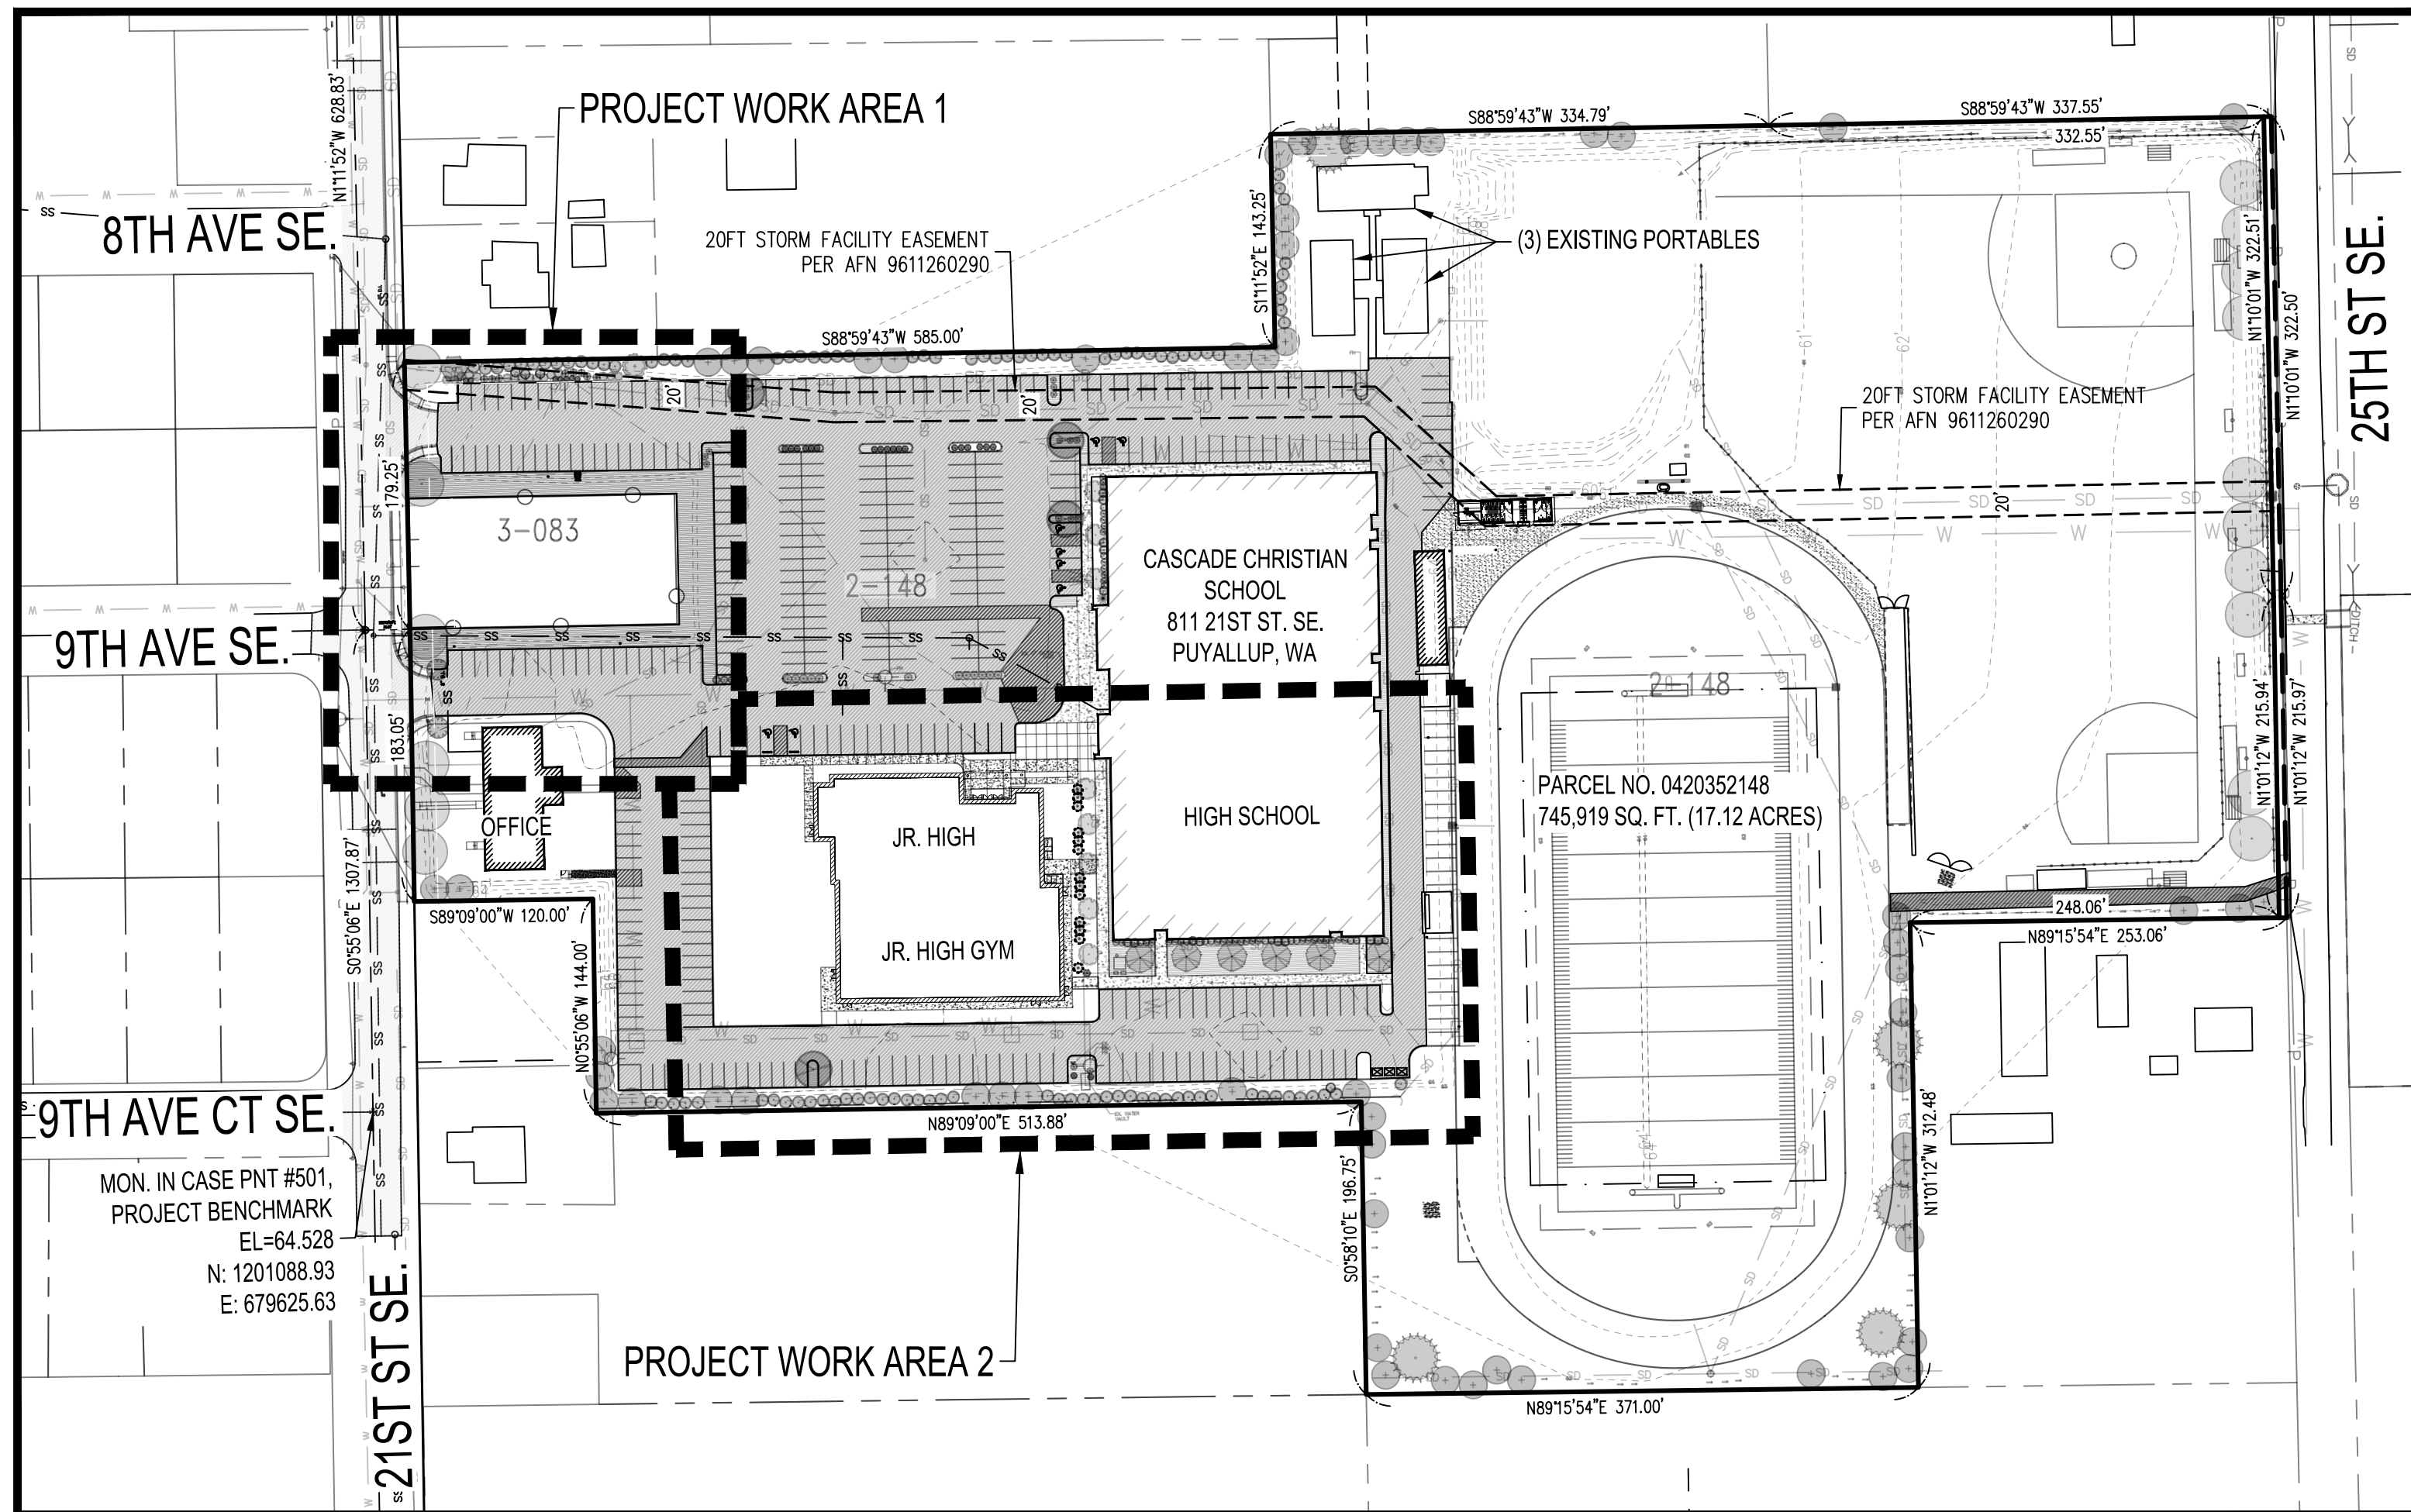 PROJECT WORK AREA 1
S88°59'43"W 334.79'
S88°59'43"W 337.55'
332.55'
N1°11'52"W 628.83'
8TH AVE SE.
20FT STORM FACILITY EASEMENT
PER AFN 9611260290
S1°11'52"E 143.25'
(3) EXISTING PORTABLES
N1°10'01"W 322.51'
N1°10'01"W 322.50'
25TH ST SE.
S88°59'43"W 585.00'
61'
62'
20'
20'
20FT STORM FACILITY EASEMENT
PER AFN 9611260290
20'
179.25'
3-083
2-148
CASCADE CHRISTIAN
SCHOOL
811 21ST ST. SE.
PUYALLUP, WA
9TH AVE SE.
DITCH
183.05'
2-148
N1°01'12"W 215.94'
N1°01'12"W 215.97'
PARCEL NO. 0420352148
745,919 SQ. FT. (17.12 ACRES)
OFFICE
JR. HIGH
HIGH SCHOOL
S0°55'06"E 1307.87'
62'
S89°09'00"W 120.00'
JR. HIGH GYM
248.06'
N89°15'54"E 253.06'
N0°55'06"W 144.00'
9TH AVE CT SE.
N89°09'00"E 513.88'
N1°01'12"W 312.48'
MON. IN CASE PNT #501,
PROJECT BENCHMARK
EL=64.528
N: 1201088.93
E: 679625.63
S0°58'10"E 196.75'
21ST ST SE.
PROJECT WORK AREA 2
N89°15'54"E 371.00'